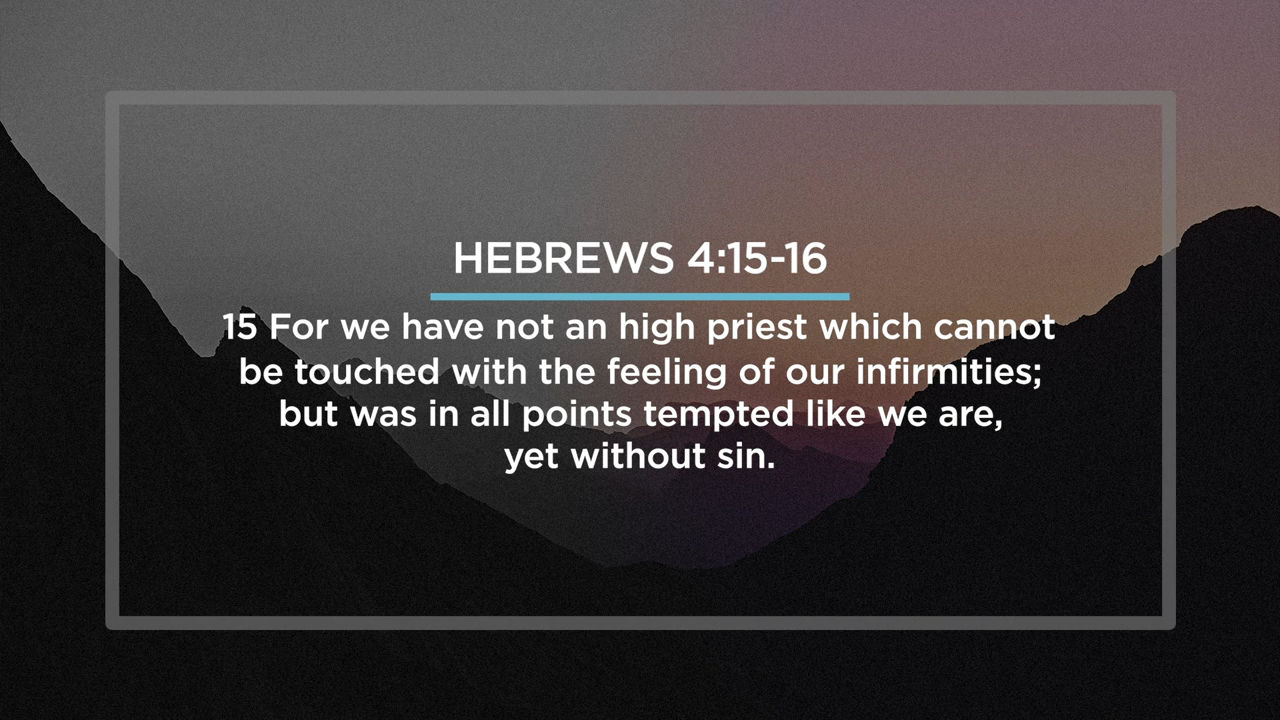 HEBREWS 4:15-16
15 For we have not an high priest which cannot
be touched with the feeling of our infirmities;
but was in all points tempted like we are,
yet without sin.